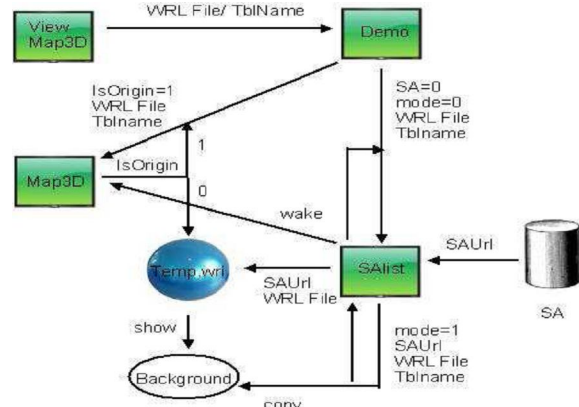 WRL File/ TblName
View
Map3D
Demo
IsOrigin=1
WRL File
Tblname
SA=0
mode=0
WRL File
Tblname
Map3D
IsOrigin
1
0
wake
SAUrl
Temp.wrl
SAlist
SAUrl
WRL File
SA
show
mode=1
SAUrl
WRL File
Tblname
Background
copy